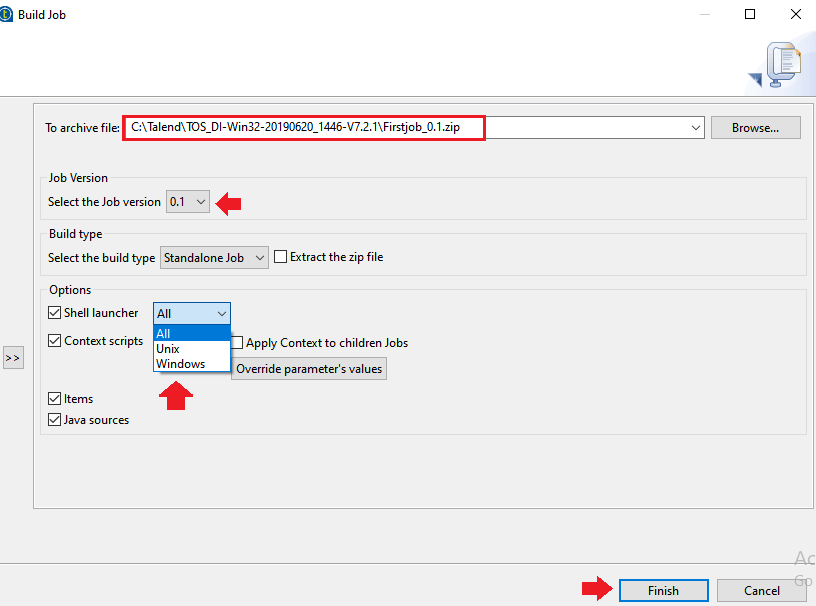 Build Job
To archive file: C:\Talend\TOS_DI-Win32-20190620_1446-V7.2.1\Firstjob_0.1.zip Browse...
Job Version
Select the Job version 0.1
Build type
Select the build type Standalone Job Extract the zip file
Options
Shell launcher All
All
Context scripts Apply Context to children Jobs
Unix
Windows
>>
Override parameter's values
Items
Java sources
Ac
Go
Finish Cancel